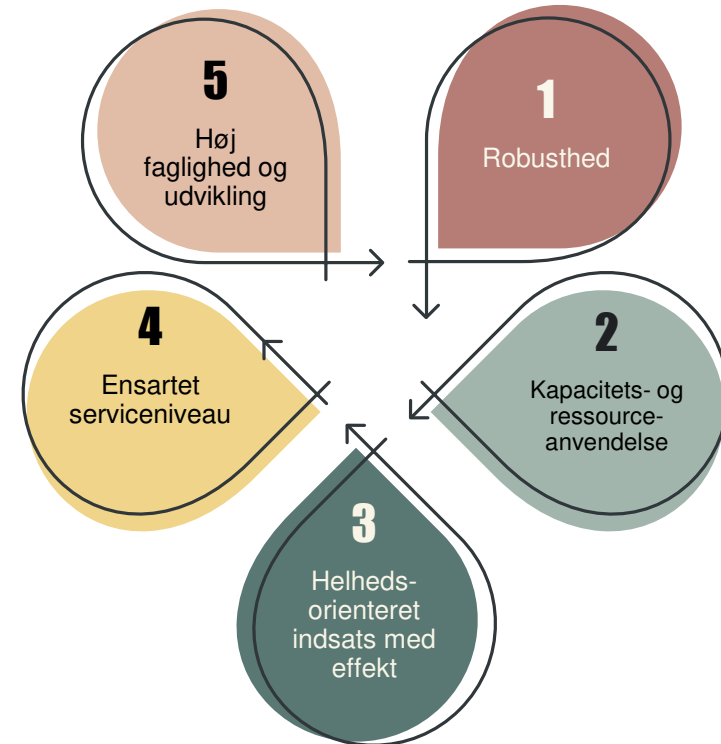 1
Robusthed
2
Kapacitets- og
ressource-
anvendelse
3
Helheds-
orienteret
indsats med
effekt
4
Ensartet
serviceniveau
5
Høj
faglighed og
udvikling